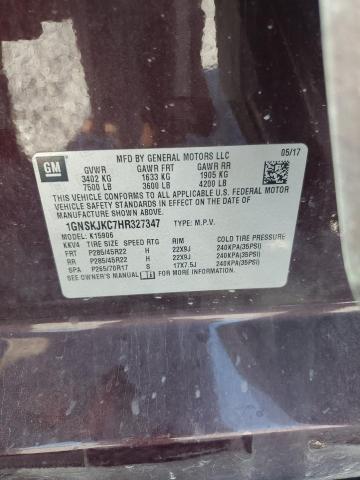 GM
MFD BY GENERAL MOTORS LLC 05/17
GVWR GAWR FRT GAWR RR
3402 KG 1633 KG 1905 KG
7500 LB 3600 LB 4200 LB
THIS VEHICLE CONFORMS TO ALL APPLICABLE U.S. FEDERAL MOTOR
VEHICLE SAFETY, BUMPER, AND THEFT PREVENTION STANDARDS
IN EFFECT ON THE DATE OF MANUFACTURE SHOWN ABOVE.
1GNSKJKC7HR327347 TYPE: M.P.V.
MODEL: K15906
KKV4 TIRE SIZE SPEED RTG RIM COLD TIRE PRESSURE
FRT P285/45R22 H 22X9J 240KPA(35PSI)
RR P285/45R22 H 22X9J 240KPA(35PSI)
SPA P265/70R17 S 17X7.5J 240KPA(35PSI)
SEE OWNER'S MANUAL FOR MORE INFORMATION.